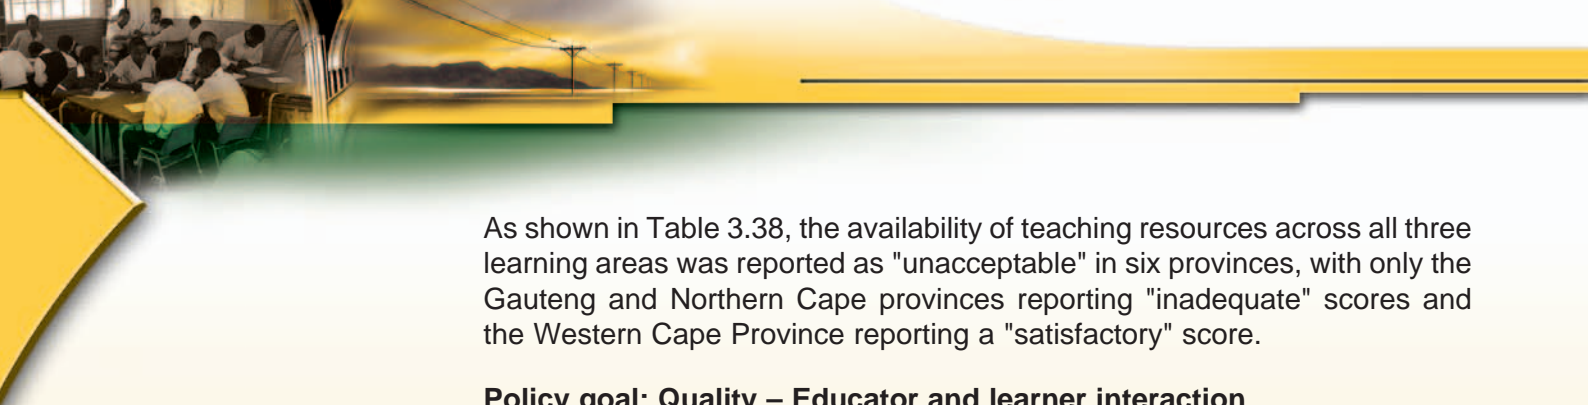 As shown in Table 3.38, the availability of teaching resources across all three
learning areas was reported as "unacceptable" in six provinces, with only the
Gauteng and Northern Cape provinces reporting "inadequate" scores and
the Western Cape Province reporting a "satisfactory" score.
Policy goal: Quality – Educator and learner interaction